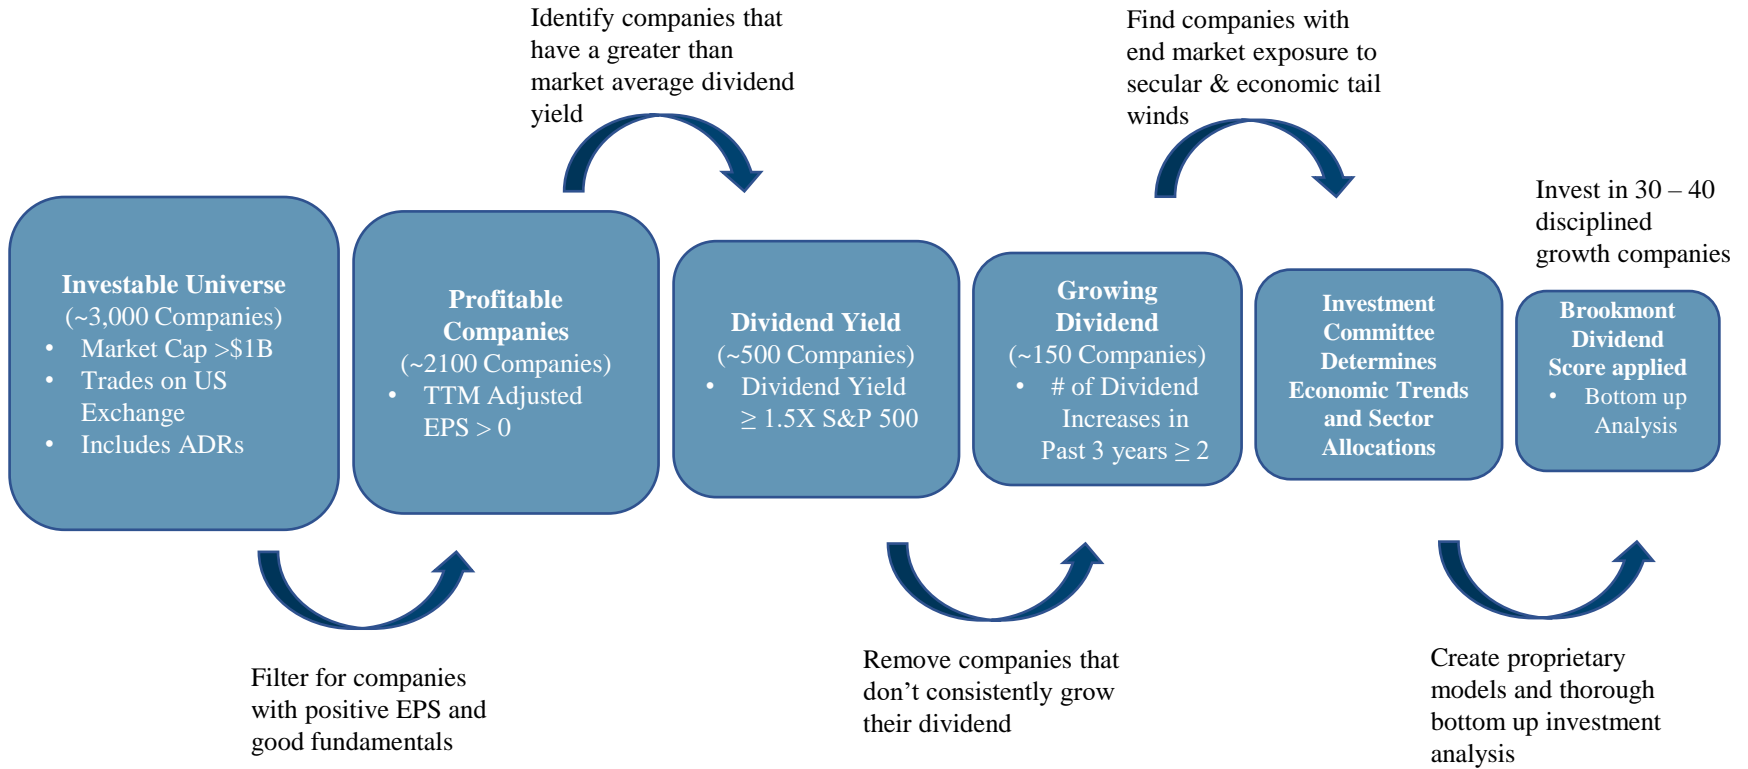 Identify companies that
have a greater than
market average dividend
yield
Find companies with
end market exposure to
secular & economic tail
winds
Invest in 30 – 40
disciplined
growth companies
Investable Universe
(~3,000 Companies)
• Market Cap >$1B
• Trades on US
Exchange
• Includes ADRs
Profitable
Companies
(~2100 Companies)
• TTM Adjusted
EPS > 0
Dividend Yield
(~500 Companies)
• Dividend Yield
≥ 1.5X S&P 500
Growing
Dividend
(~150 Companies)
• # of Dividend
Increases in
Past 3 years ≥ 2
Investment
Committee
Determines
Economic Trends
and Sector
Allocations
Brookmont
Dividend
Score applied
• Bottom up
Analysis
Filter for companies
with positive EPS and
good fundamentals
Remove companies that
don’t consistently grow
their dividend
Create proprietary
models and thorough
bottom up investment
analysis